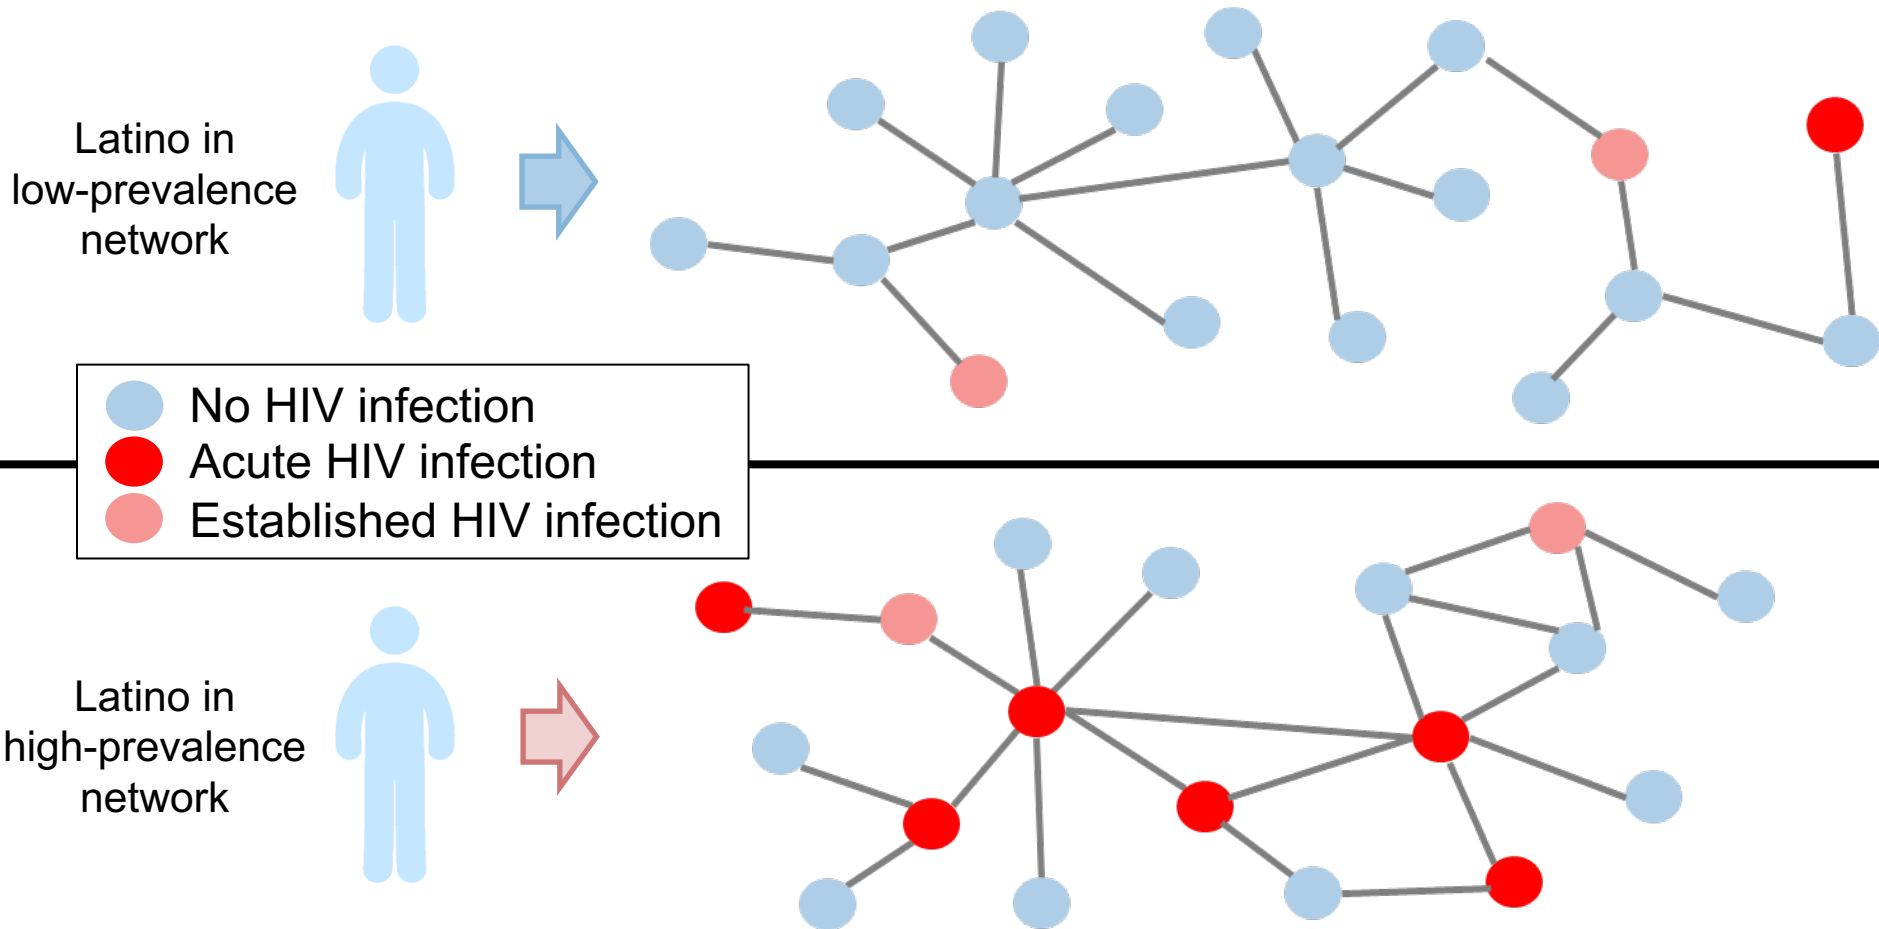 Latino in
low-prevalence
network
No HIV infection
Acute HIV infection
Established HIV infection
Latino in
high-prevalence
network